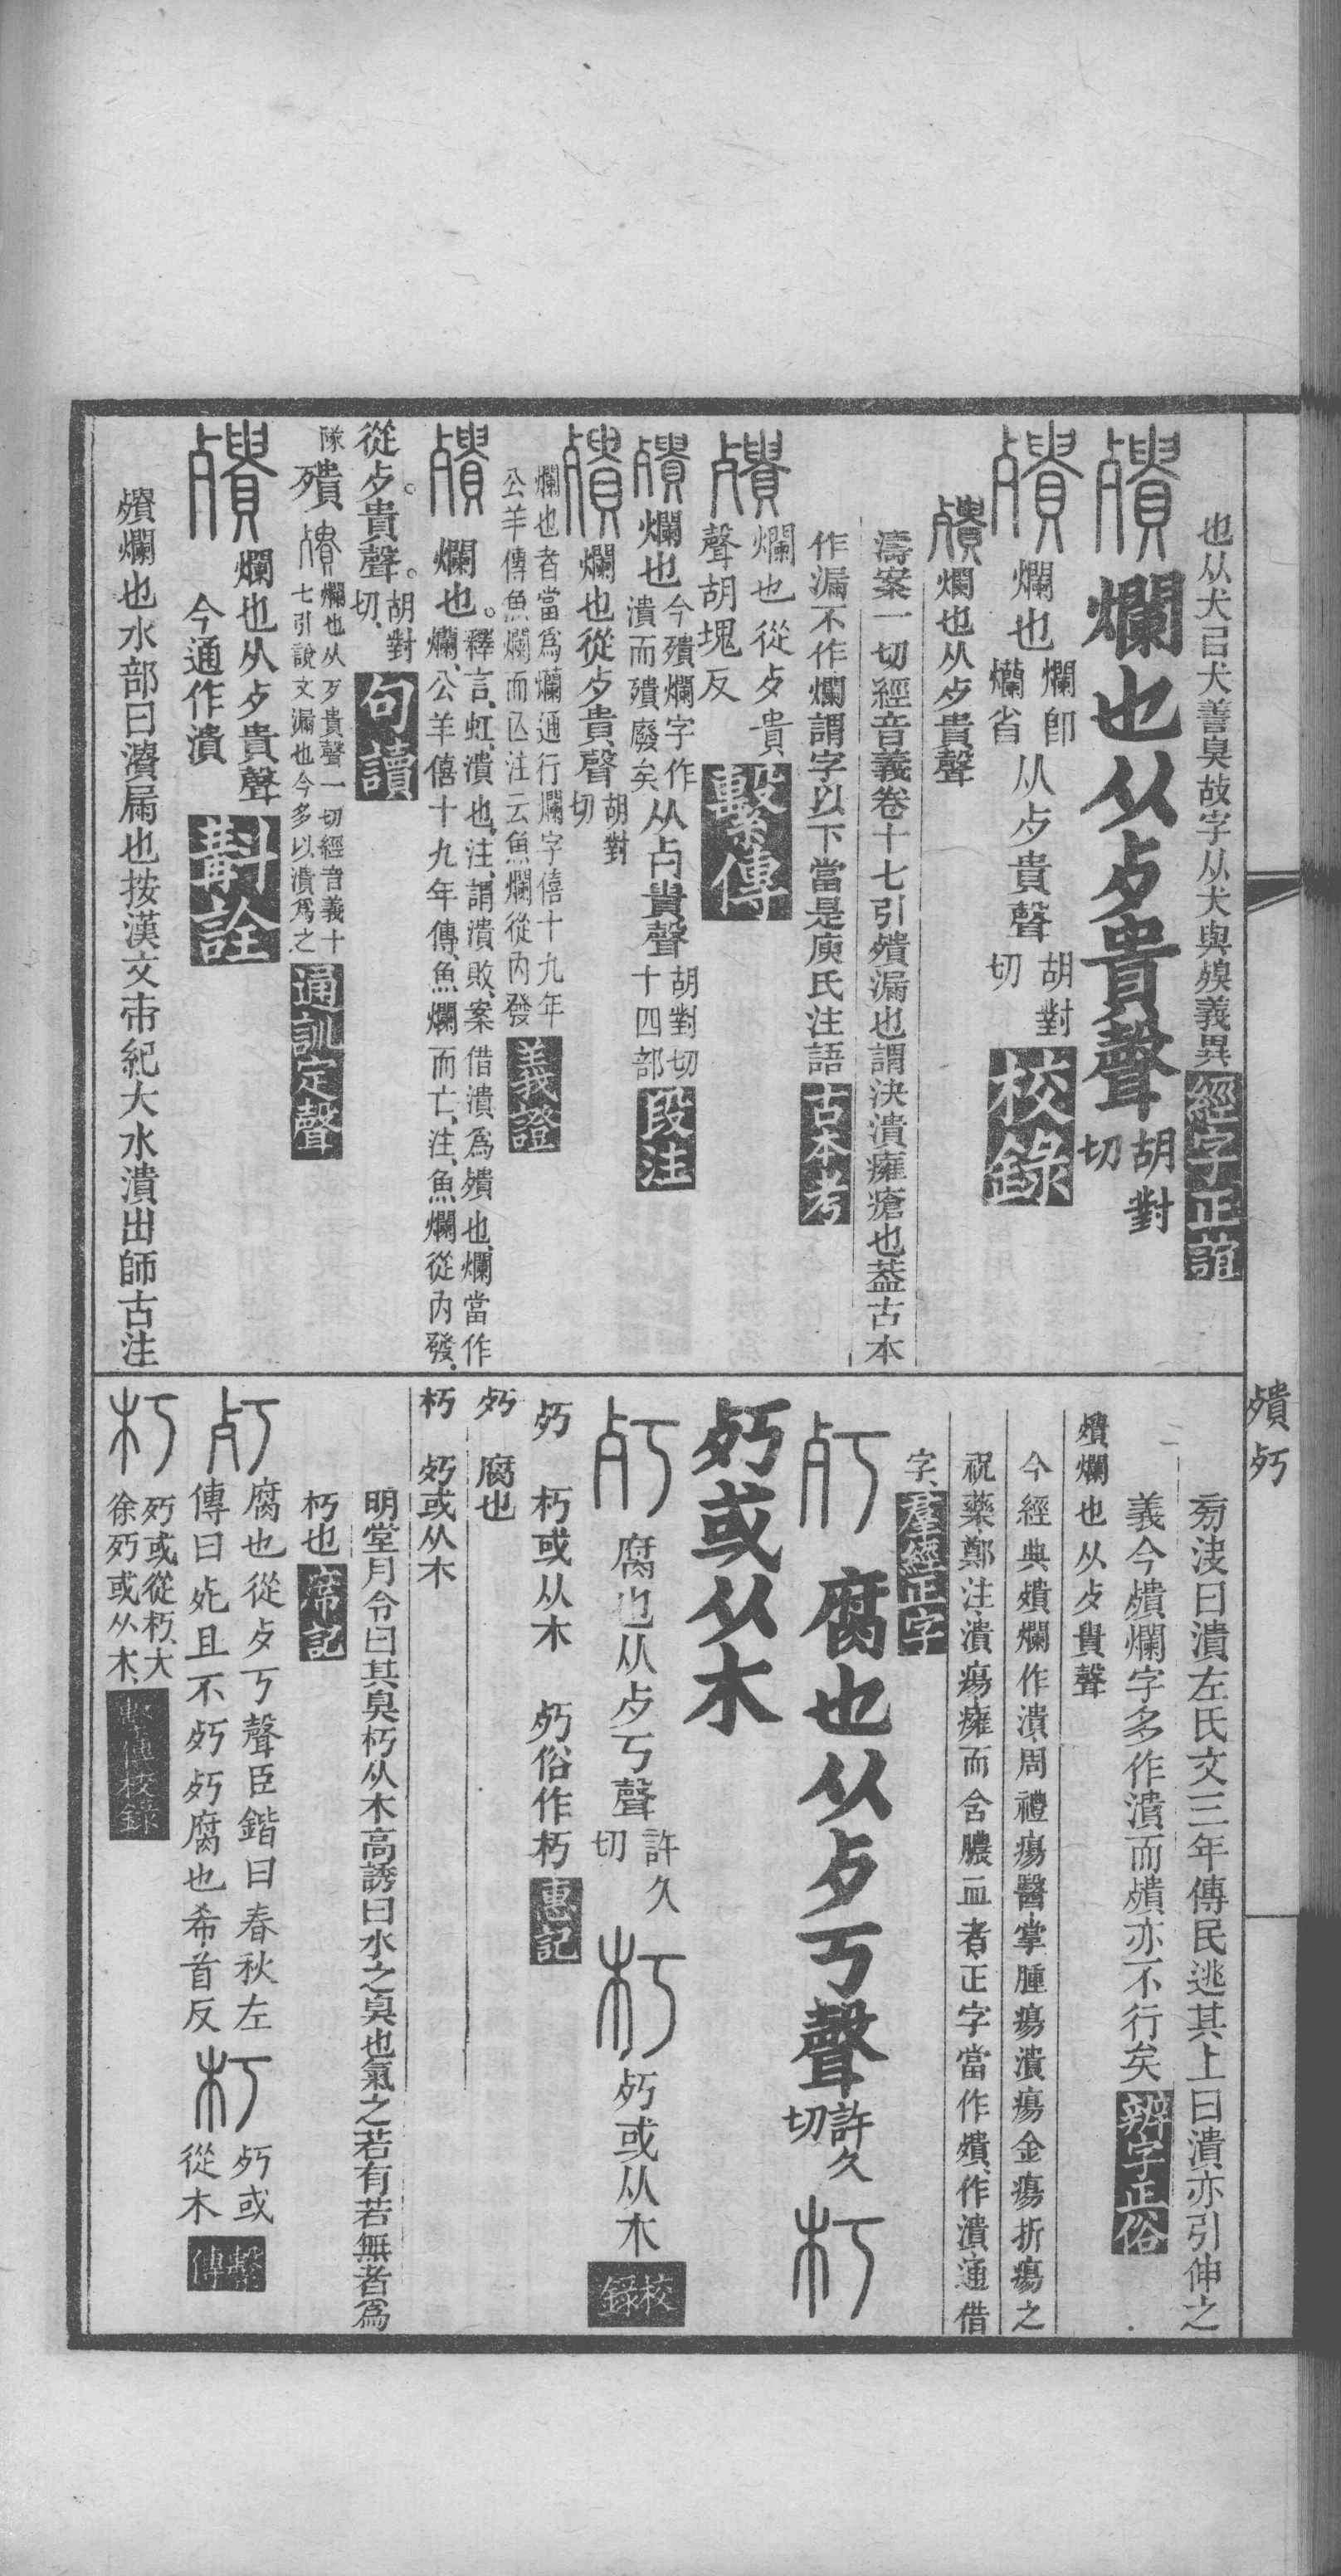 也从犬㠯犬善臭故字从犬與殠義異經字正誼
殨爛也从歺貴聲胡對切
殨爛也爛卽爤省从歺貴聲胡對切校錄
殨爛也从歺貴聲
濤案一切經音義卷十七引殨漏也謂決潰癰瘡也葢古本
作漏不作爛謂字以下當是庾氏注語古本考
殨爛也從歺貴聲胡塊反繫傳
殨爛也今殨爛字作潰而殨廢矣从歺貴聲胡對切十四部段注
殨爛也從歺貴聲胡對切
爛也者當爲爤通行爛字僖十九年公羊傳魚爛而亾注云魚爛從內發義證
殨爛也。釋言、虹、潰也、注、謂潰敗、案借潰爲殨也、爛當作爤、公羊僖十九年傳、魚爛而亡、注、魚爛從內發、
從歺。貴聲。胡對切、句讀
隊殨殨爛也从歹貴聲一切經音義十七引說文漏也今多以潰爲之通訓定聲
殨爛也从歺貴聲今通作潰斠詮
殨爛也水部曰潰屚也按漢文帝紀大水潰出師古注
旁決曰潰左氏文三年傳民逃其上曰潰亦引伸之
義今殨爛字多作潰而殨亦不行矣辨字正俗
殨爛也从歺貴聲
今經典殨爛作潰周禮瘍醫掌腫瘍潰瘍金瘍折瘍之
祝藥鄭注潰瘍癰而含膿血者正字當作殨、作潰通借
字、羣經正字
㱙腐也从歺丂聲許久切朽
㱙或从木
㱙腐也从歺丂聲許久切朽㱙或从木校錄
㱙　朽或从木　㱙俗作朽惠記
㱙　腐也
朽　㱙或从木
明堂月令曰其臭朽从木高誘曰水之臭也氣之若有若無者爲
朽也席記
㱙腐也從歺丂聲臣鍇曰春秋左傳曰死且不㱙㱙腐也希首反朽㱙或從木繫傳
朽㱙或從朽、大徐㱙或从木、繫傳校錄
殨㱙